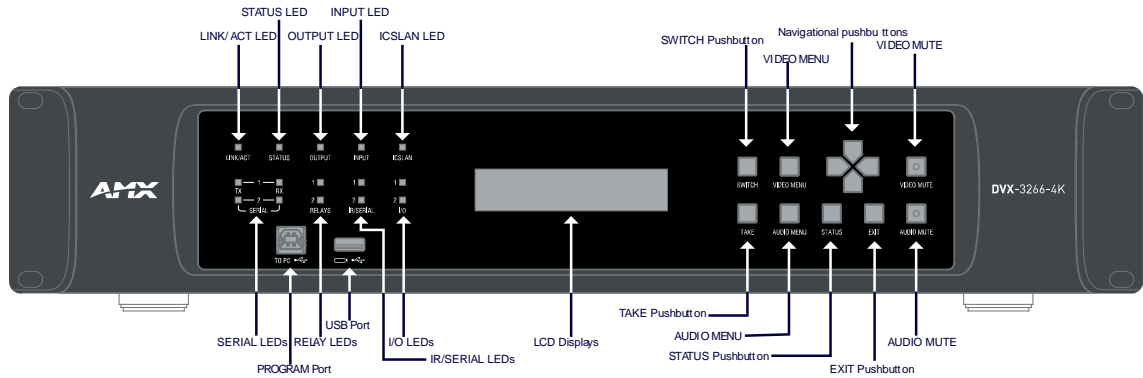 STATUS LED INPUT LED
LINK/ ACT LED OUTPUT LED ICSLAN LED
SWITCH Pushbutton
Navigational pushbuttons
VIDEO MENU
VIDEO MUTE
LINK/ACT STATUS OUTPUT INPUT ICSLAN
TX 1 RX 1 1 1
2 2 2 2
SERIAL RELAYS IR/SERIAL I/O
TO PC
AMX
SWITCH VIDEO MENU VIDEO MUTE
TAKE AUDIO MENU STATUS EXIT AUDIO MUTE
DVX-3266-4K
USB Port
SERIAL LEDs RELAY LEDs I/O LEDs
IR/SERIAL LEDs
PROGRAM Port
LCD Displays
TAKE Pushbutton
AUDIO MENU
STATUS Pushbutton
AUDIO MUTE
EXIT Pushbutton